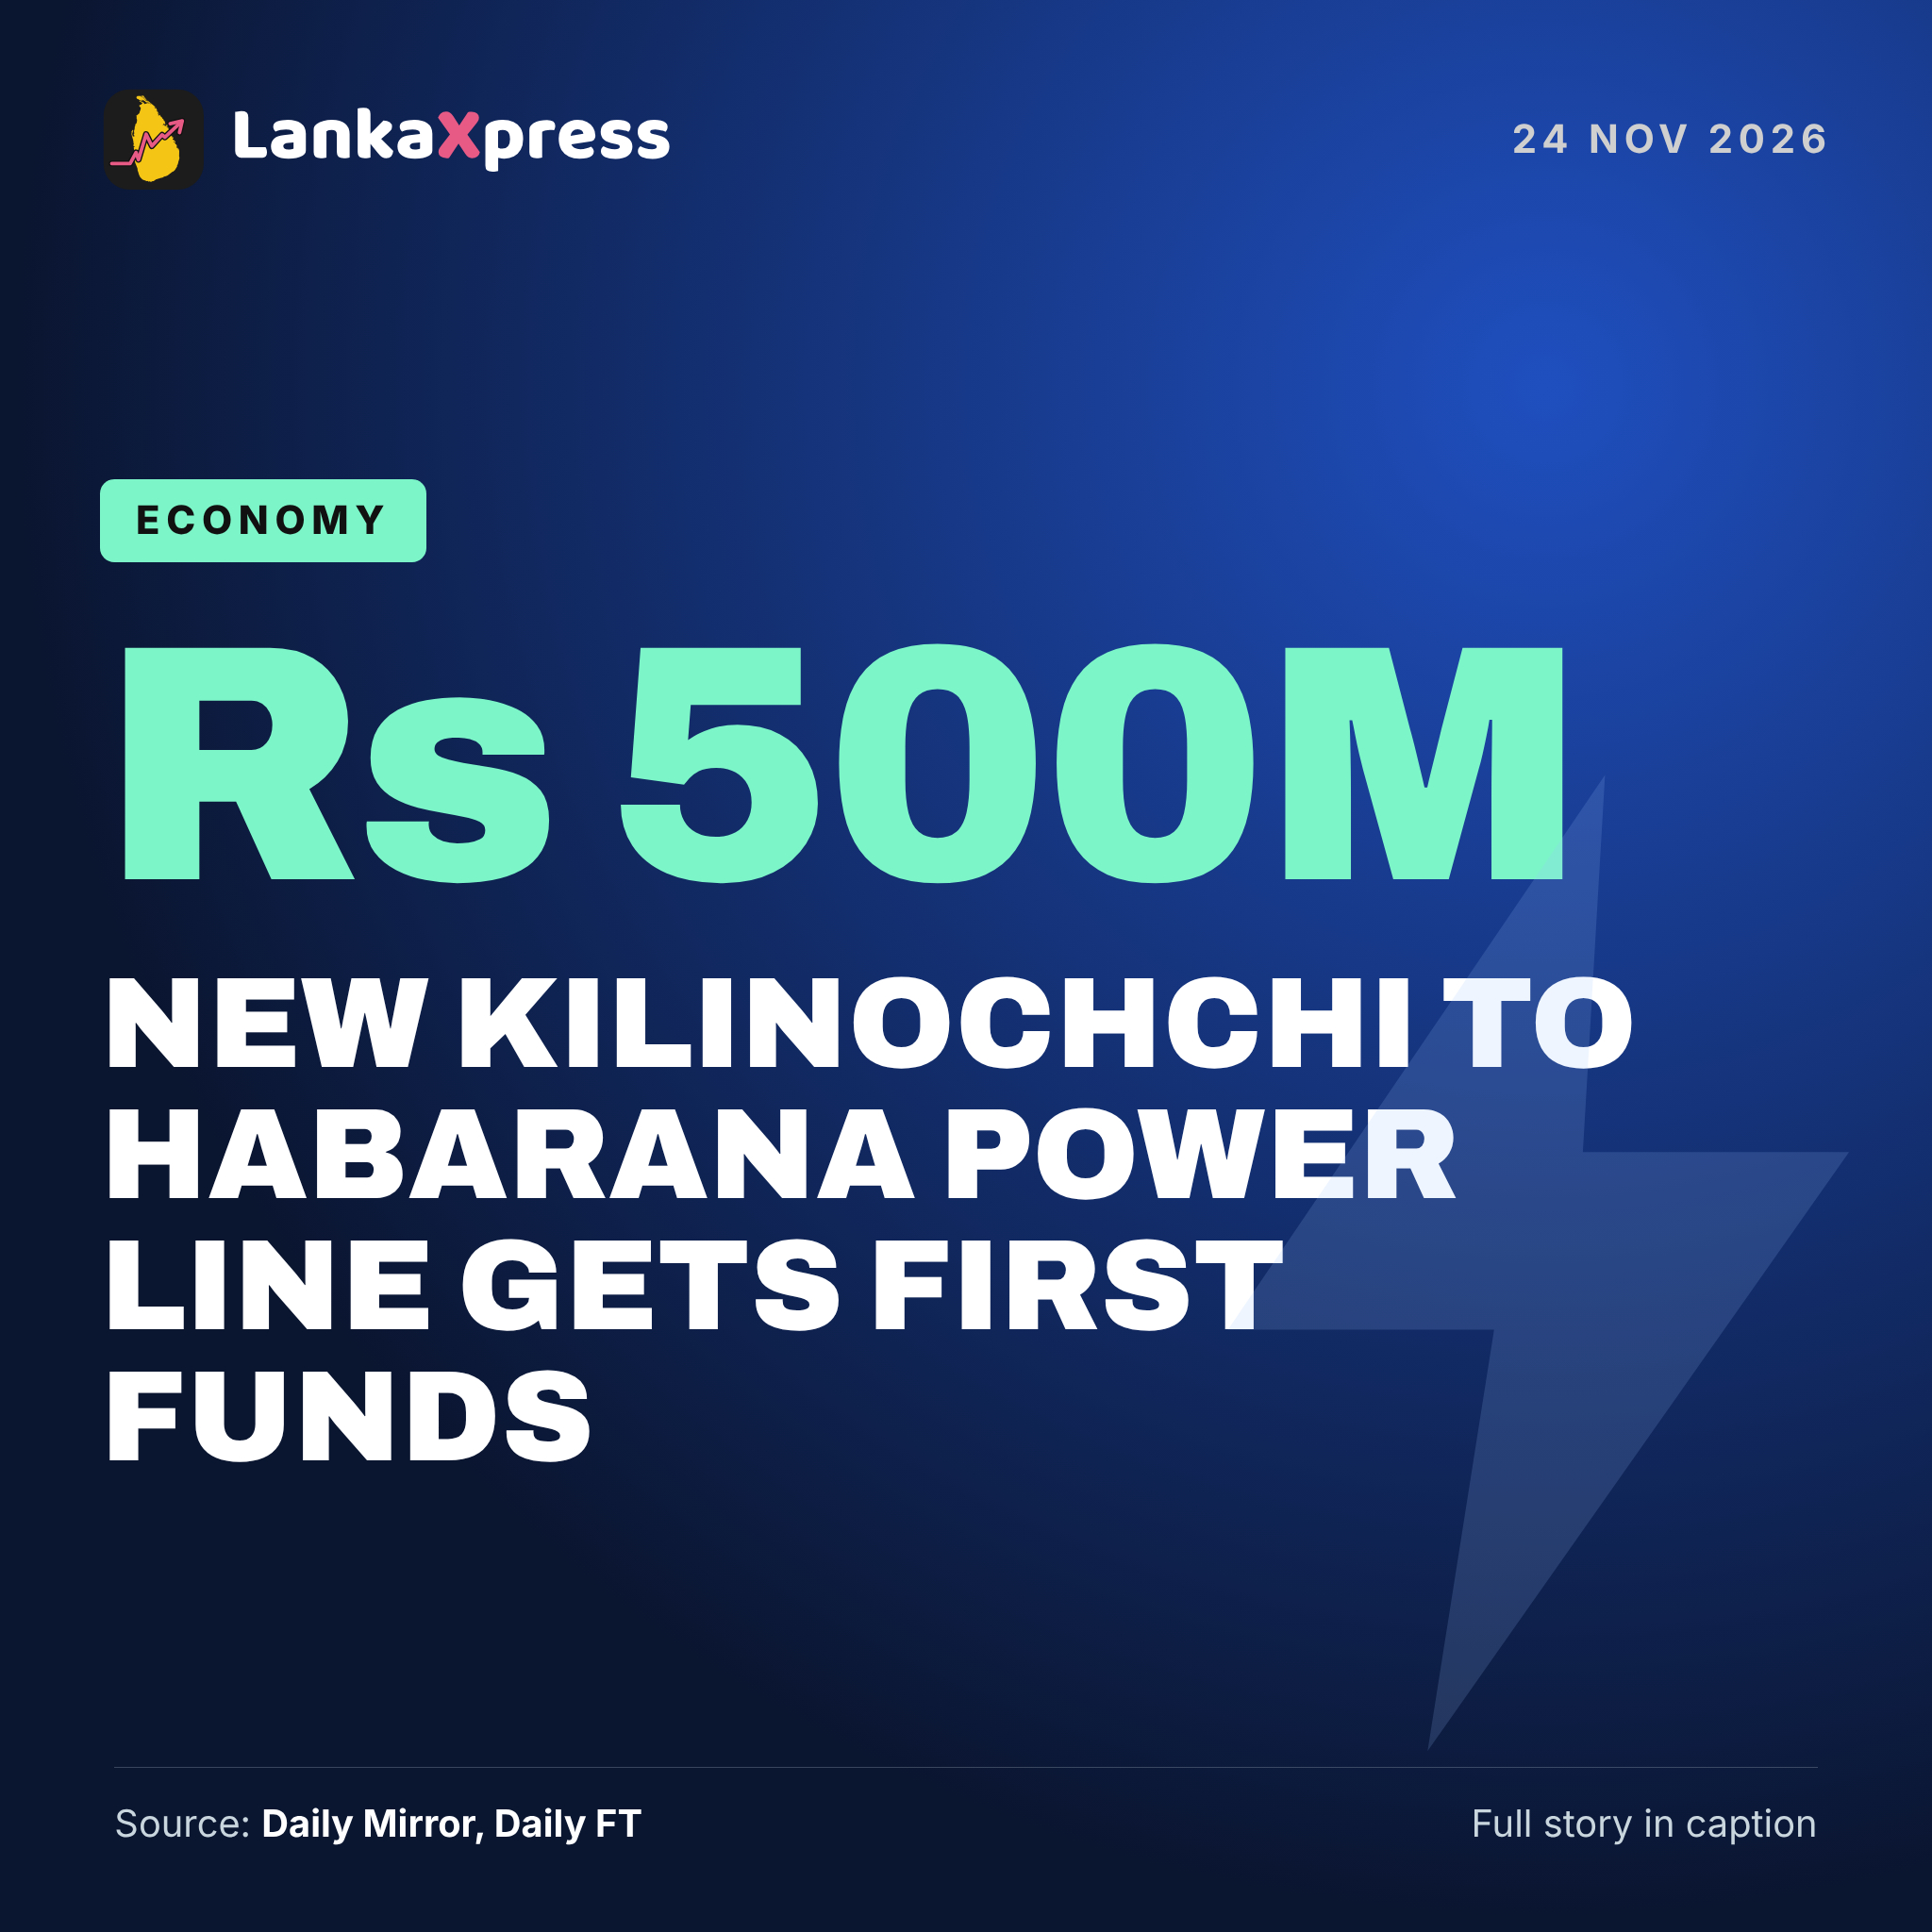 LankaXpress
24 NOV 2026
ECONOMY
Rs 500M
NEW KILINOCHCHI TO
HABARANA POWER
LINE GETS FIRST
FUNDS
Source: Daily Mirror, Daily FT
Full story in caption